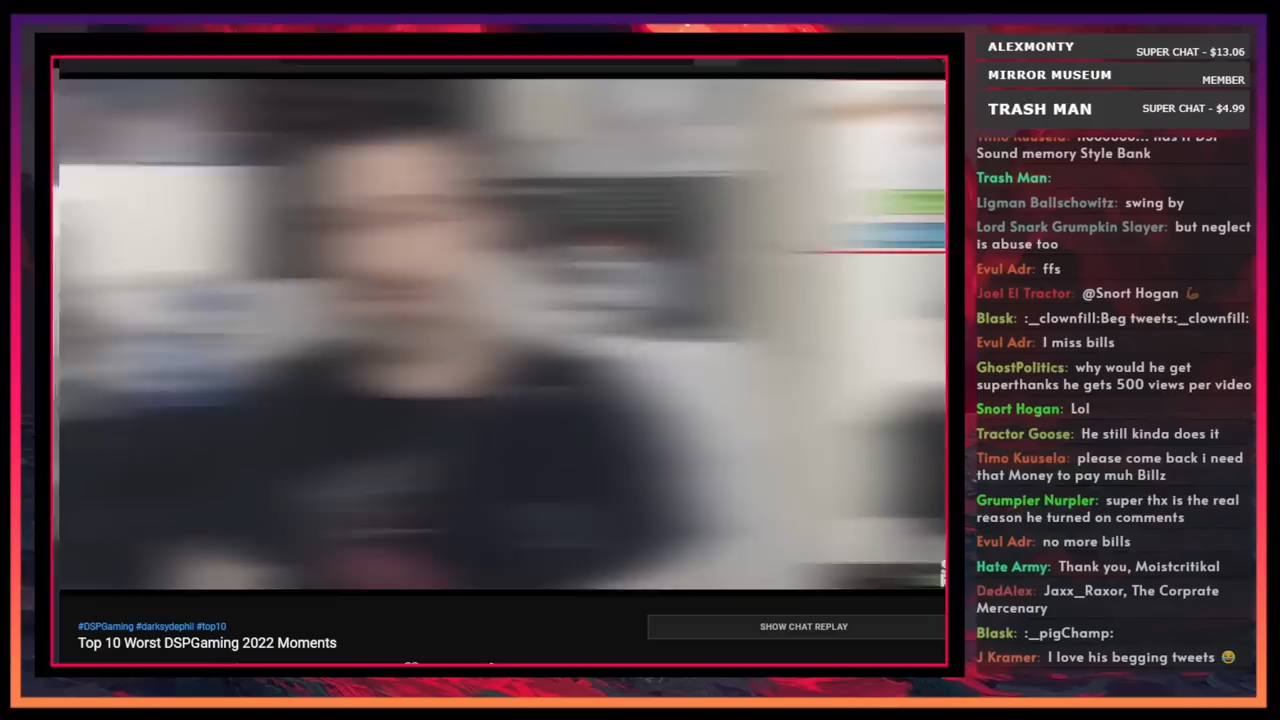 ALEXMONTY SUPER CHAT - $13.06
MIRROR MUSEUM MEMBER
TRASH MAN SUPER CHAT - $4.99
Sound memory Style Bank
Trash Man:
Ligman Ballschowitz: swing by
Lord Snark Grumpkin Slayer: but neglect
is abuse too
Evul Adr: ffs
Joel El Tractor: @Snort Hogan 💪🏾
Blask: :__clownfill:Beg tweets:__clownfill:
Evul Adr: I miss bills
GhostPolitics: why would he get
superthanks he gets 500 views per video
Snort Hogan: Lol
Tractor Goose: He still kinda does it
Timo Kuusela: please come back i need
that Money to pay muh Billz
Grumpier Nurpler: super thx is the real
reason he turned on comments
Evul Adr: no more bills
Hate Army: Thank you, Moistcritikal
DedAlex: Jaxx_Raxor, The Corprate
Mercenary
Blask: :__pigChamp:
J Kramer: I love his begging tweets 😂
#DSPGaming #darksydephil #top10
Top 10 Worst DSPGaming 2022 Moments
SHOW CHAT REPLAY